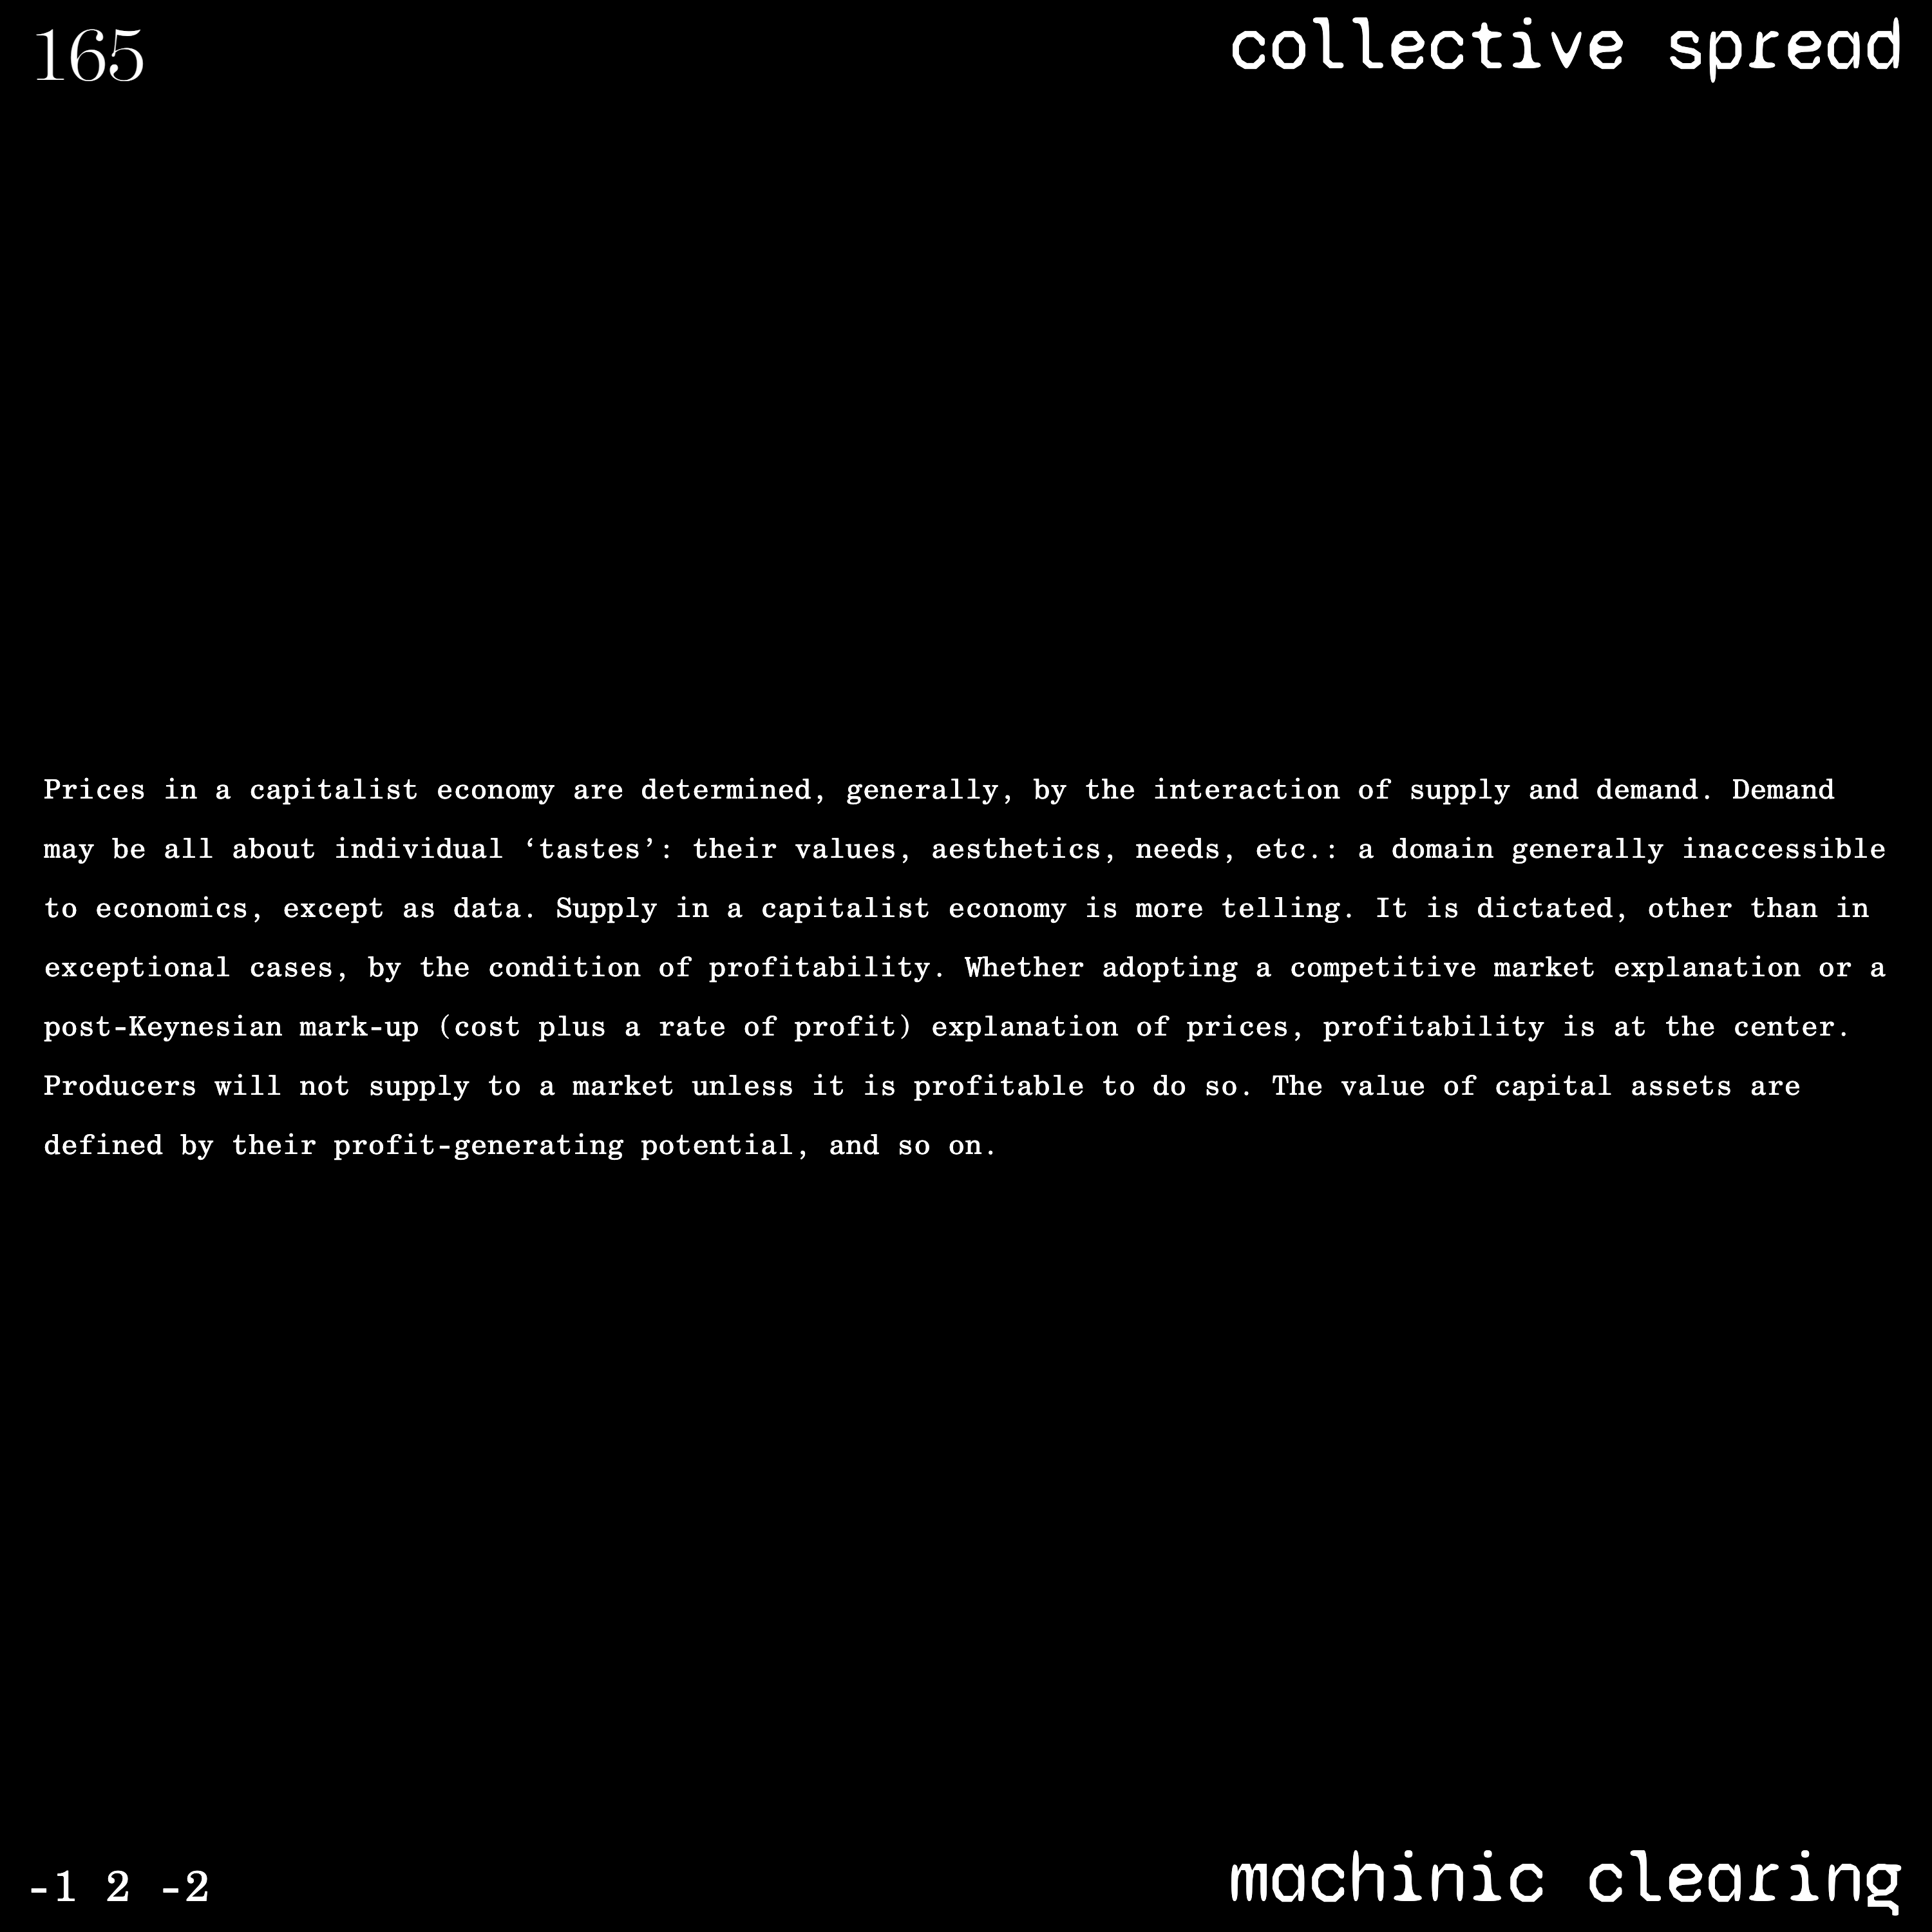 165
collective spread
Prices in a capitalist economy are determined, generally, by the interaction of supply and demand. Demand
may be all about individual ‘tastes’: their values, aesthetics, needs, etc.: a domain generally inaccessible
to economics, except as data. Supply in a capitalist economy is more telling. It is dictated, other than in
exceptional cases, by the condition of profitability. Whether adopting a competitive market explanation or a
post-Keynesian mark-up (cost plus a rate of profit) explanation of prices, profitability is at the center.
Producers will not supply to a market unless it is profitable to do so. The value of capital assets are
defined by their profit-generating potential, and so on.
-1 2 -2
machinic clearing